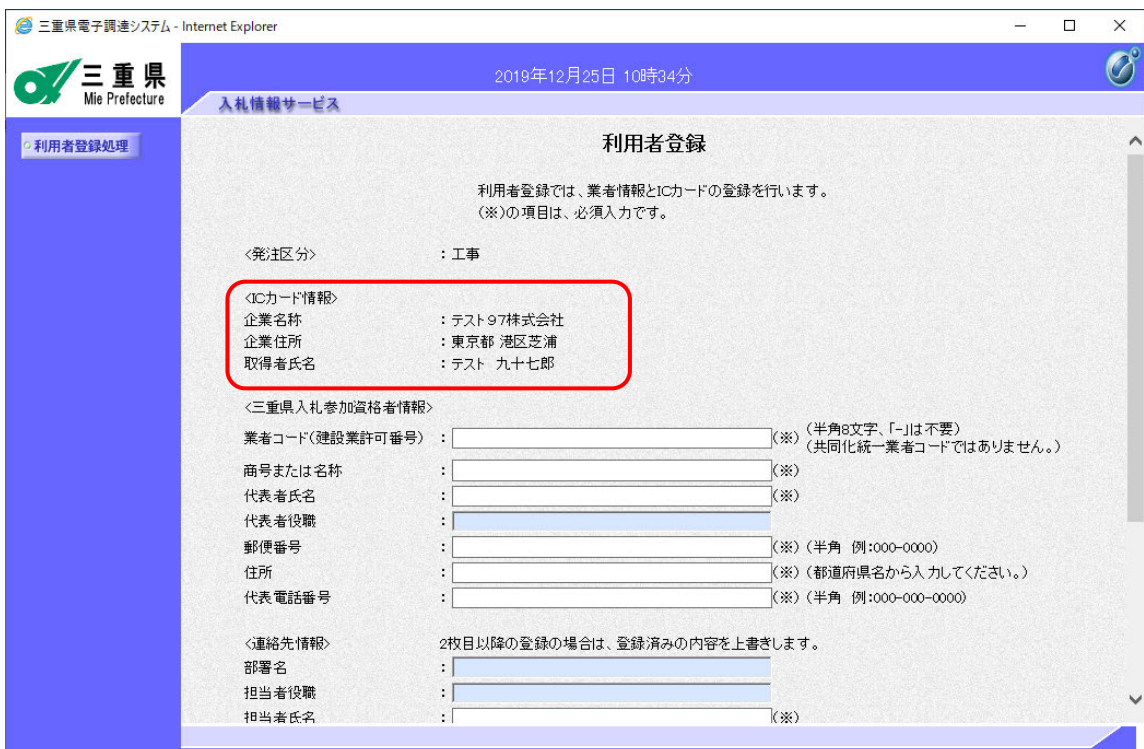 三重県電子調達システム - Internet Explorer
三重県
Mie Prefecture
2019年12月25日 10時34分
入札情報サービス
利用者登録処理
利用者登録
利用者登録では、業者情報とICカードの登録を行います。
(※)の項目は、必須入力です。
<発注区分> : 工事
<ICカード情報>
企業名称 : テスト97株式会社
企業住所 : 東京都 港区芝浦
取得者氏名 : テスト 九十七郎
<三重県入札参加資格者情報>
業者コード(建設業許可番号) : (※) (半角8文字、「-」は不要)
(共同化統一業者コードではありません。)
商号または名称 : (※)
代表者氏名 : (※)
代表者役職 :
郵便番号 : (※) (半角 例:000-0000)
住所 : (※) (都道府県名から入力してください。)
代表電話番号 : (※) (半角 例:000-000-0000)
<連絡先情報> 2枚目以降の登録の場合は、登録済みの内容を上書きします。
部署名 :
担当者役職 :
担当者氏名 : (※)